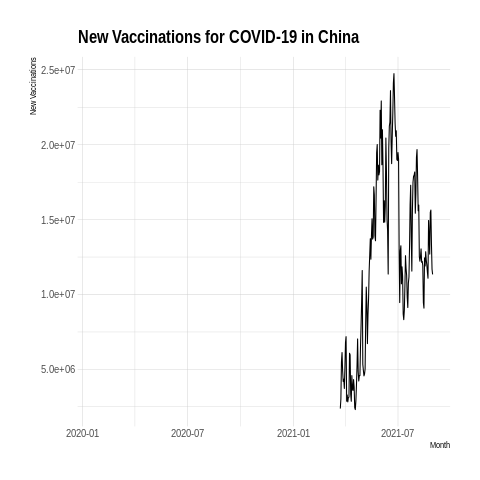 New Vaccinations for COVID-19 in China
New Vaccinations
2.5e+07
2.0e+07
1.5e+07
1.0e+07
5.0e+06
2020-01
2020-07
2021-01
2021-07
Month